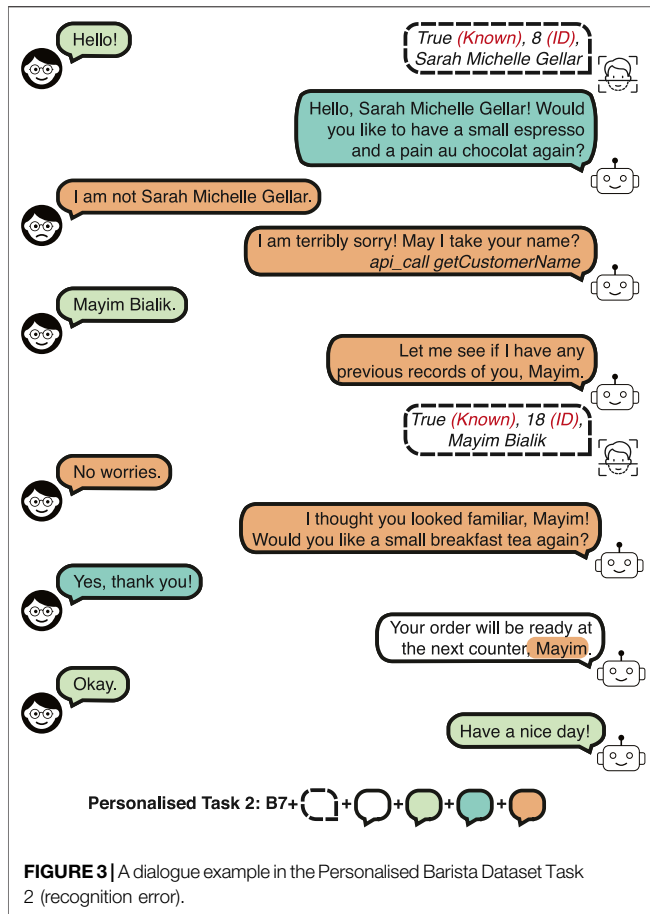 Hello!
True (Known), 8 (ID),
Sarah Michelle Gellar
Hello, Sarah Michelle Gellar! Would
you like to have a small espresso
and a pain au chocolat again?
I am not Sarah Michelle Gellar.
I am terribly sorry! May I take your name?
api_call getCustomerName
Mayim Bialik.
Let me see if I have any
previous records of you, Mayim.
True (Known), 18 (ID),
Mayim Bialik
No worries.
I thought you looked familiar, Mayim!
Would you like a small breakfast tea again?
Yes, thank you!
Your order will be ready at
the next counter, Mayim.
Okay.
Have a nice day!
Personalised Task 2: B7+ + + + +
FIGURE 3 | A dialogue example in the Personalised Barista Dataset Task
2 (recognition error).